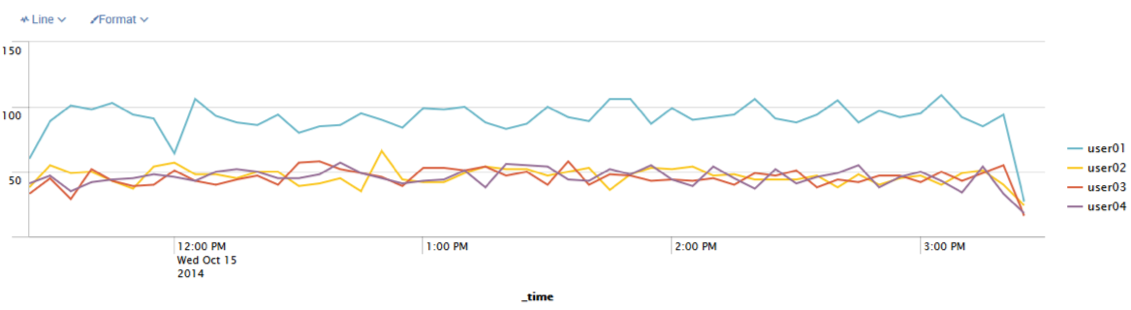 Line Format
150
100
50
12:00 PM 1:00 PM 2:00 PM 3:00 PM
Wed Oct 15
2014
_time
user01
user02
user03
user04